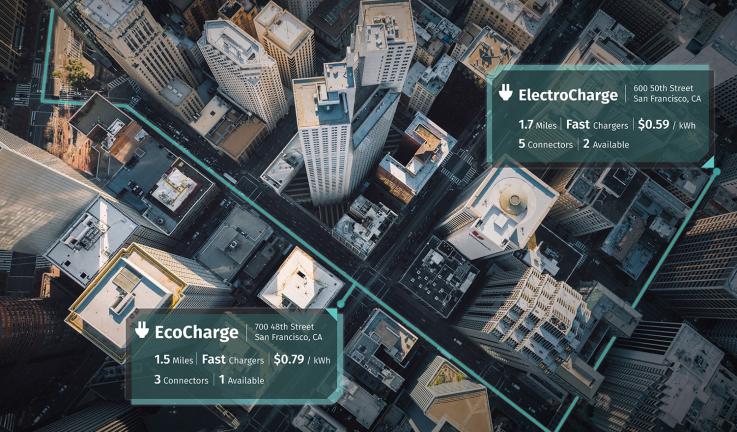 ElectroCharge
600 50th Street
San Francisco, CA
1.7 Miles | Fast Chargers | $0.59 / kWh
5 Connectors | 2 Available
EcoCharge
700 48th Street
San Francisco, CA
1.5 Miles | Fast Chargers | $0.79 / kWh
3 Connectors | 1 Available